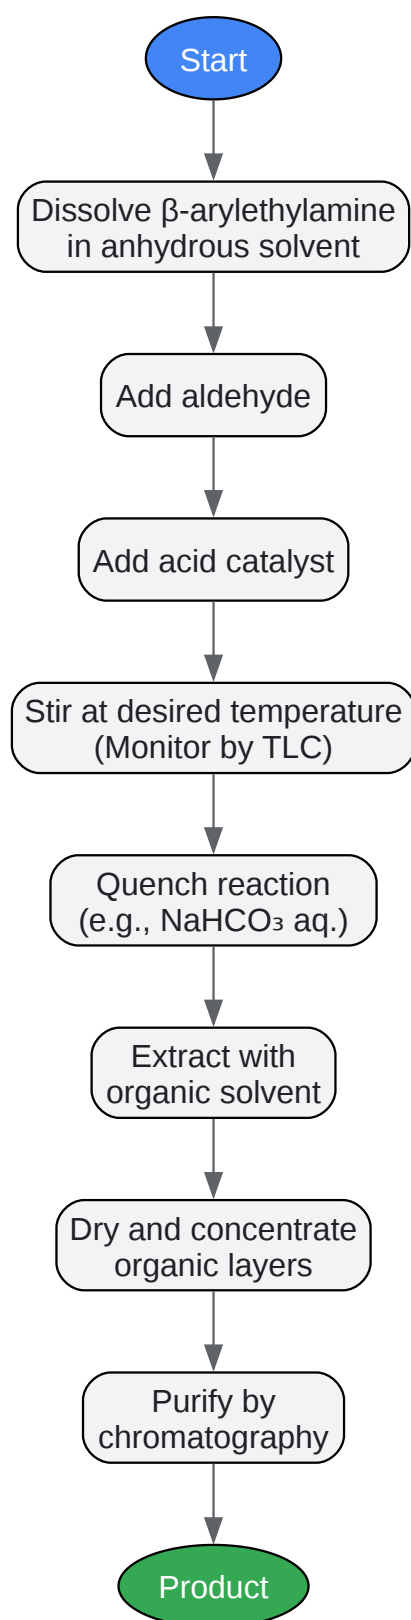 Start
Dissolve β-arylethylamine
in anhydrous solvent
Add aldehyde
Add acid catalyst
Stir at desired temperature
(Monitor by TLC)
Quench reaction
(e.g., NaHCO₃ aq.)
Extract with
organic solvent
Dry and concentrate
organic layers
Purify by
chromatography
Product